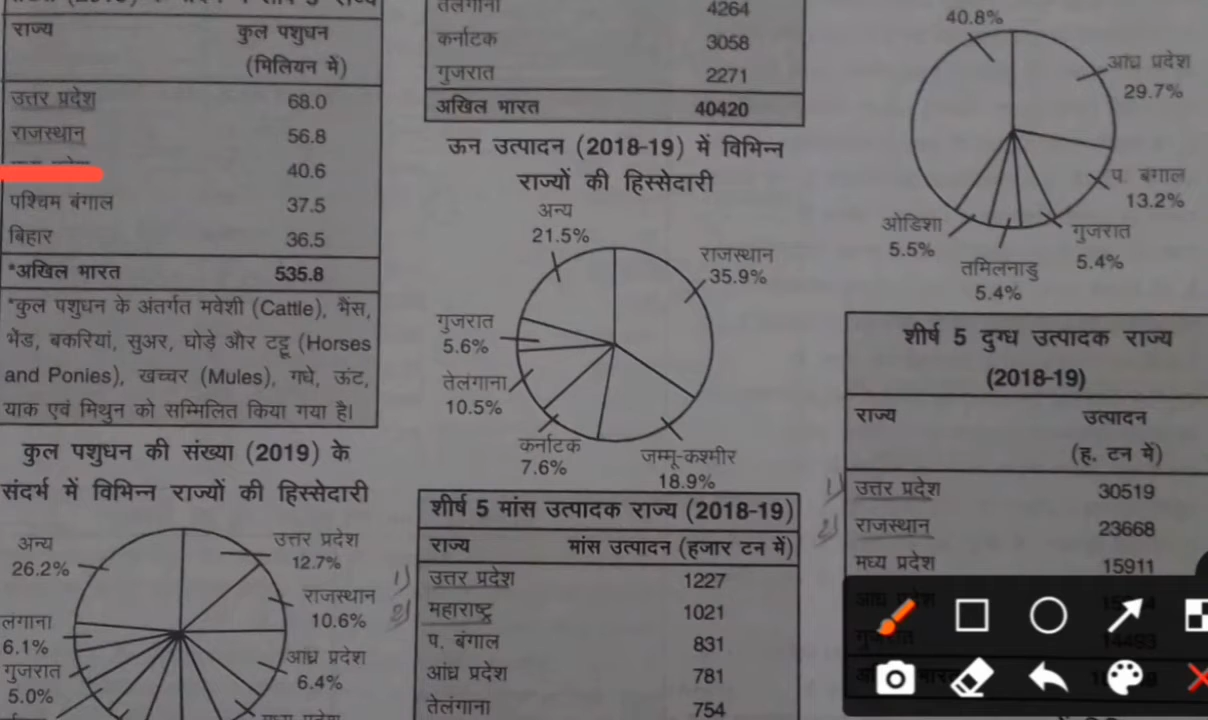 राज्य कुल पशुधन
(मिलियन में)
उत्तर प्रदेश 68.0
राजस्थान 56.8
40.6
पश्चिम बंगाल 37.5
बिहार 36.5
*अखिल भारत 535.8
*कुल पशुधन के अंतर्गत मवेशी (Cattle), भैंस,
भेंड, बकरियां, सुअर, घोड़े और टट्टू (Horses
and Ponies), खच्चर (Mules), गधे, ऊंट,
याक एवं मिथुन को सम्मिलित किया गया है।
कुल पशुधन की संख्या (2019) के
संदर्भ में विभिन्न राज्यों की हिस्सेदारी
अन्य
26.2%
उत्तर प्रदेश
12.7%
राजस्थान
10.6%
आंध्र प्रदेश
6.4%
लंगाना
6.1%
गुजरात
5.0%
तेलंगाना 4264
कर्नाटक 3058
गुजरात 2271
अखिल भारत 40420
ऊन उत्पादन (2018-19) में विभिन्न
राज्यों की हिस्सेदारी
अन्य
21.5%
राजस्थान
35.9%
गुजरात
5.6%
तेलंगाना
10.5%
कर्नाटक
7.6%
जम्मू-कश्मीर
18.9%
शीर्ष 5 मांस उत्पादक राज्य (2018-19)
राज्य मांस उत्पादन (हजार टन में)
1) उत्तर प्रदेश 1227
2) महाराष्ट्र 1021
प. बंगाल 831
आंध्र प्रदेश 781
तेलंगाना 754
40.8%
आंध्र प्रदेश
29.7%
प. बंगाल
13.2%
गुजरात
5.4%
तमिलनाडु
5.4%
ओडिशा
5.5%
शीर्ष 5 दुग्ध उत्पादक राज्य
(2018-19)
राज्य उत्पादन
(ह. टन में)
1) उत्तर प्रदेश 30519
2) राजस्थान 23668
मध्य प्रदेश 15911
गुजरात 14493